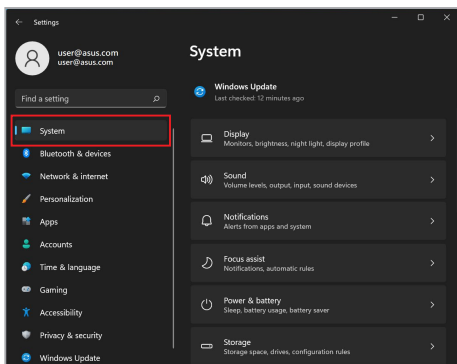 Settings
user@asus.com
user@asus.com
Find a setting
System
Bluetooth & devices
Network & internet
Personalization
Apps
Accounts
Time & language
Gaming
Accessibility
Privacy & security
Windows Update
System
Windows Update
Last checked: 12 minutes ago
Display
Monitors, brightness, night light, display profile
Sound
Volume levels, output, input, sound devices
Notifications
Alerts from apps and system
Focus assist
Notifications, automatic rules
Power & battery
Sleep, battery usage, battery saver
Storage
Storage space, drives, configuration rules